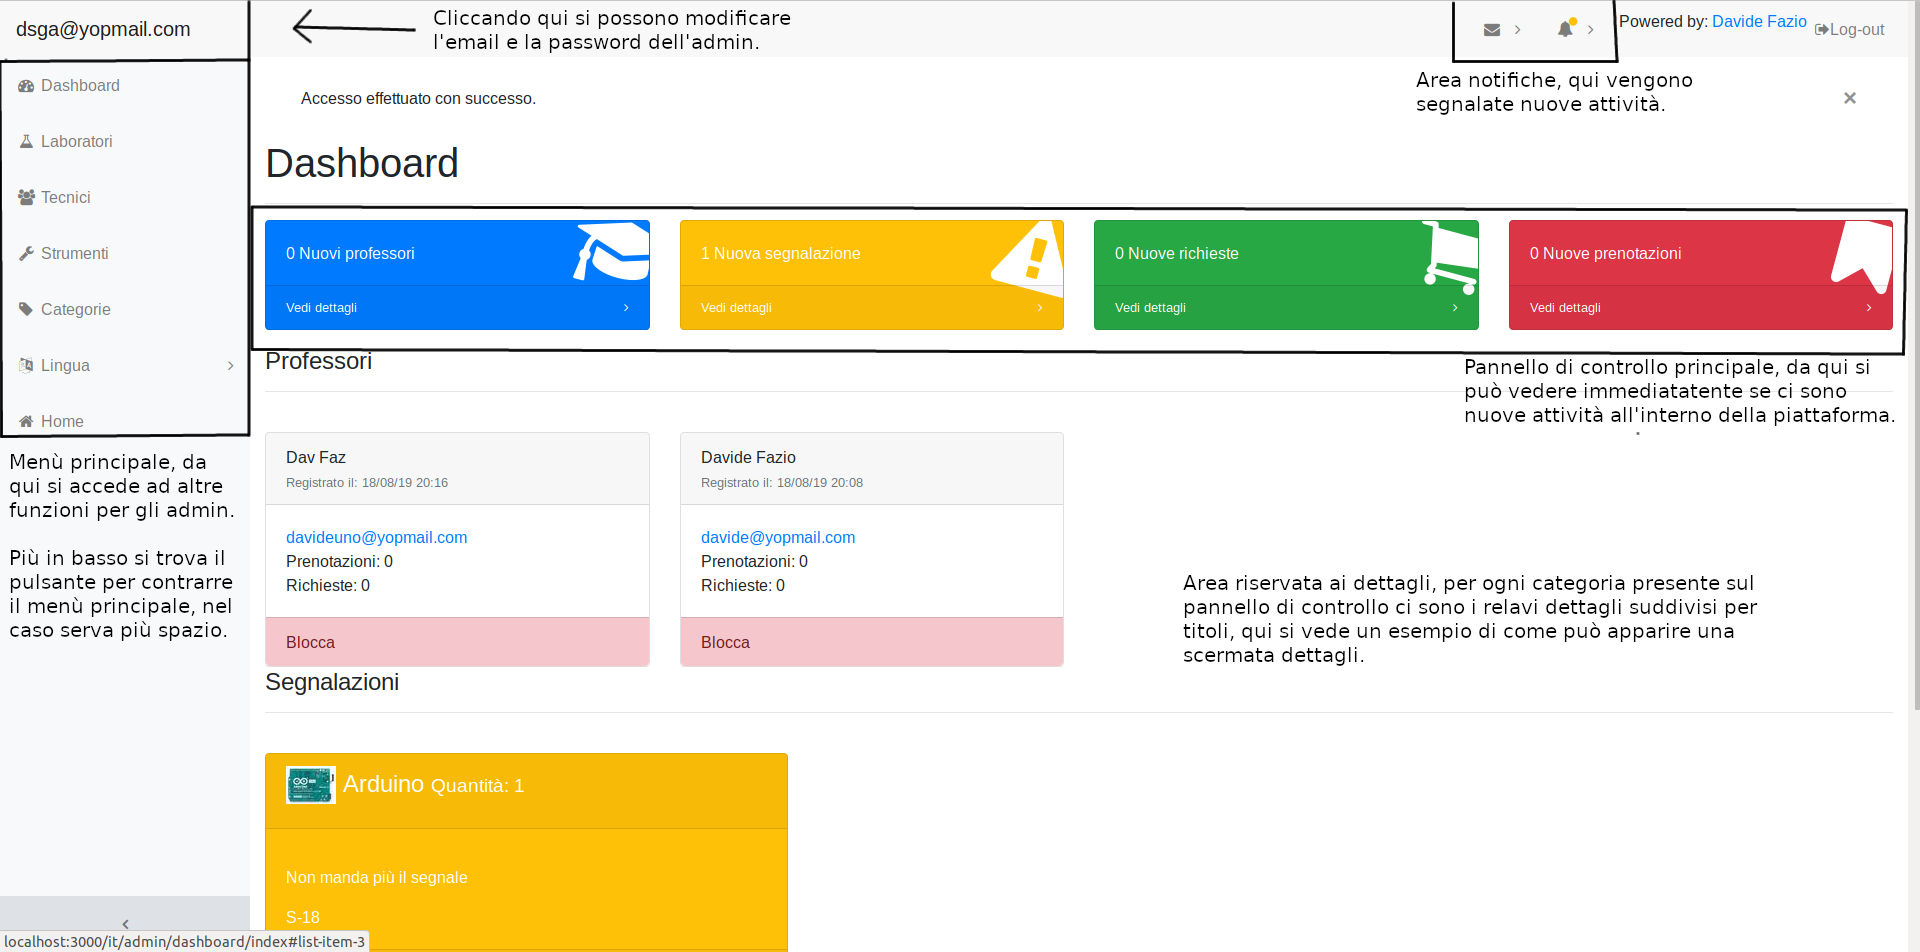 dsga@yopmail.com
Cliccando qui si possono modificare
l'email e la password dell'admin.
Powered by: Davide Fazio
Log-out
Area notifiche, qui vengono
segnalate nuove attività.
Dashboard
Laboratori
Tecnici
Strumenti
Categorie
Lingua
Home
Menù principale, da
qui si accede ad altre
funzioni per gli admin.
Più in basso si trova il
pulsante per contrarre
il menù principale, nel
caso serva più spazio.
Accesso effettuato con successo.
×
Dashboard
0 Nuovi professori
Vedi dettagli
1 Nuova segnalazione
Vedi dettagli
0 Nuove richieste
Vedi dettagli
0 Nuove prenotazioni
Vedi dettagli
Pannello di controllo principale, da qui si
può vedere immediatatente se ci sono
nuove attività all'interno della piattaforma.
Professori
Dav Faz
Registrato il: 18/08/19 20:16
davideuno@yopmail.com
Prenotazioni: 0
Richieste: 0
Blocca
Davide Fazio
Registrato il: 18/08/19 20:08
davide@yopmail.com
Prenotazioni: 0
Richieste: 0
Blocca
Area riservata ai dettagli, per ogni categoria presente sul
pannello di controllo ci sono i relavi dettagli suddivisi per
titoli, qui si vede un esempio di come può apparire una
scermata dettagli.
Segnalazioni
Arduino Quantità: 1
Non manda più il segnale
S-18
localhost:3000/it/admin/dashboard/index#list-item-3